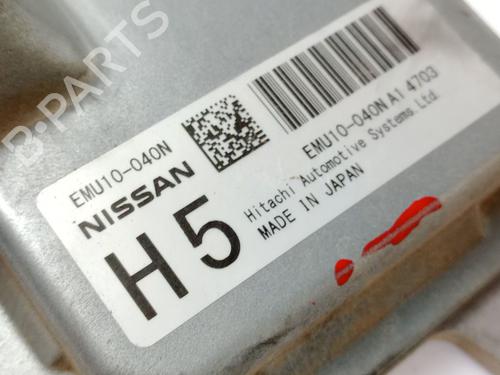 EMU10-040N
NISSAN
H5
EMU10-040N A1 4703
Hitachi Automotive Systems.Ltd.
MADE IN JAPAN
B-PARTS